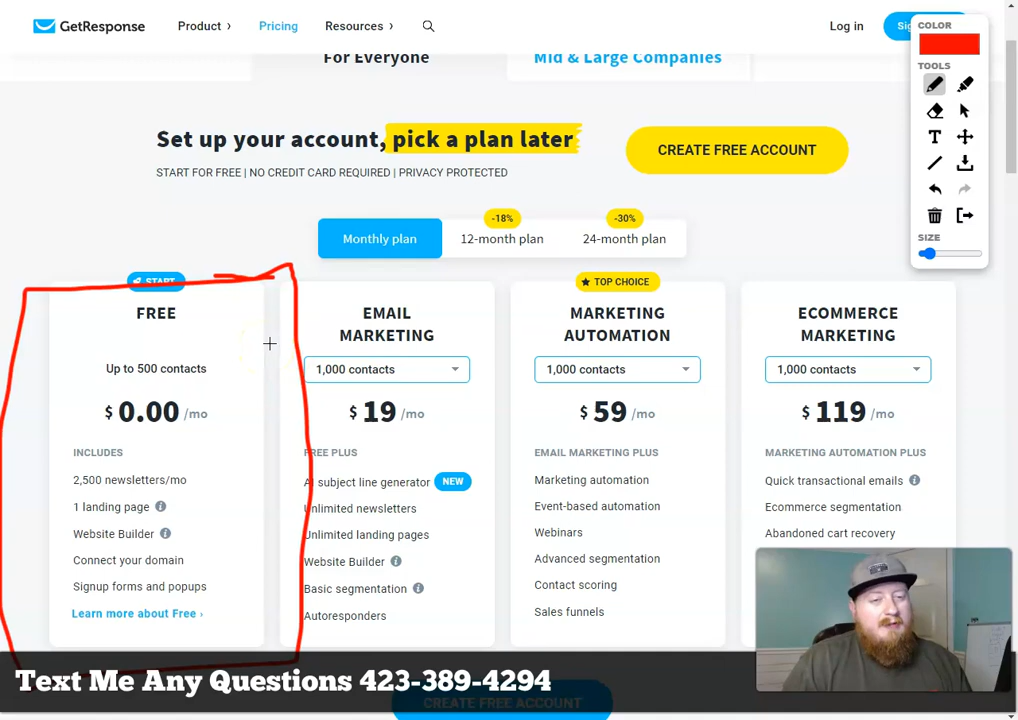 GetResponse Product › Pricing Resources › Log in
COLOR
For Everyone Mid & Large Companies
TOOLS
Set up your account, pick a plan later
CREATE FREE ACCOUNT
START FOR FREE | NO CREDIT CARD REQUIRED | PRIVACY PROTECTED
T
SIZE
-18% -30%
Monthly plan 12-month plan 24-month plan
START
FREE
Up to 500 contacts
$ 0.00 /mo
INCLUDES
2,500 newsletters/mo
1 landing page
Website Builder
Connect your domain
Signup forms and popups
Learn more about Free ›
EMAIL
MARKETING
1,000 contacts
$ 19 /mo
FREE PLUS
AI subject line generator NEW
Unlimited newsletters
Unlimited landing pages
Website Builder
Basic segmentation
Autoresponders
TOP CHOICE
MARKETING
AUTOMATION
1,000 contacts
$ 59 /mo
EMAIL MARKETING PLUS
Marketing automation
Event-based automation
Webinars
Advanced segmentation
Contact scoring
Sales funnels
ECOMMERCE
MARKETING
1,000 contacts
$ 119 /mo
MARKETING AUTOMATION PLUS
Quick transactional emails
Ecommerce segmentation
Abandoned cart recovery
Text Me Any Questions 423-389-4294
CREATE FREE ACCOUNT